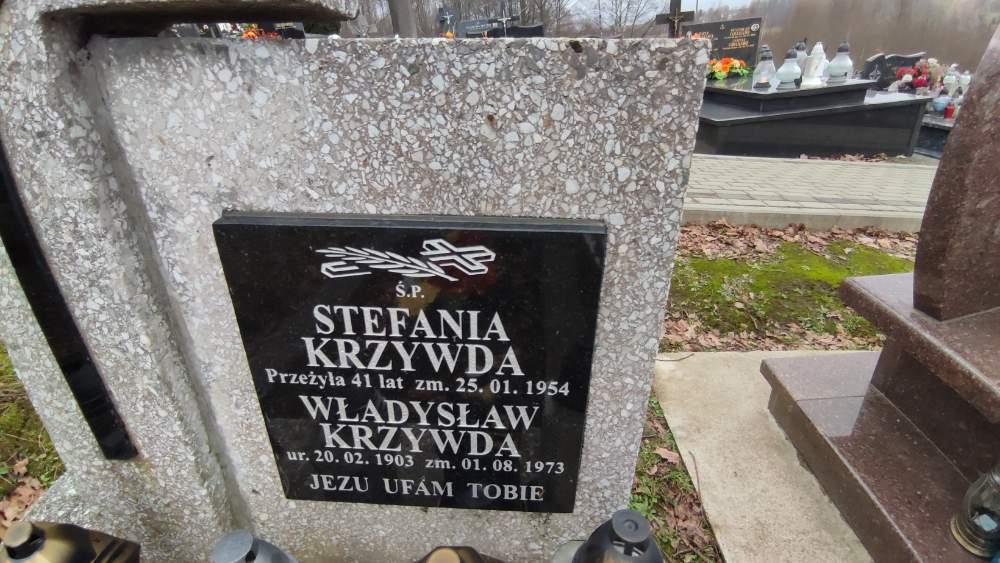 Ś.P.
STEFANIA
KRZYWDA
Przeżyła 41 lat zm. 25. 01. 1954
WŁADYSŁAW
KRZYWDA
ur. 20. 02. 1903 zm. 01. 08. 1973
JEZU UFAM TOBIE